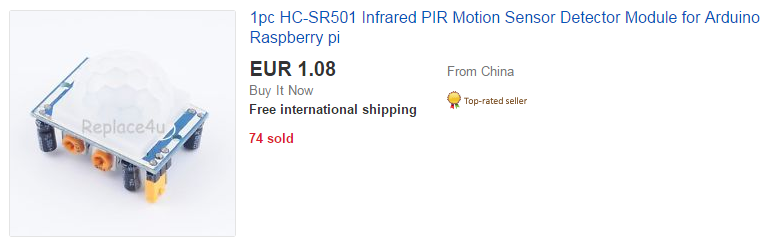 1pc HC-SR501 Infrared PIR Motion Sensor Detector Module for Arduino
Raspberry pi
EUR 1.08
From China
Buy It Now
Top-rated seller
Free international shipping
74 sold
Replace4u